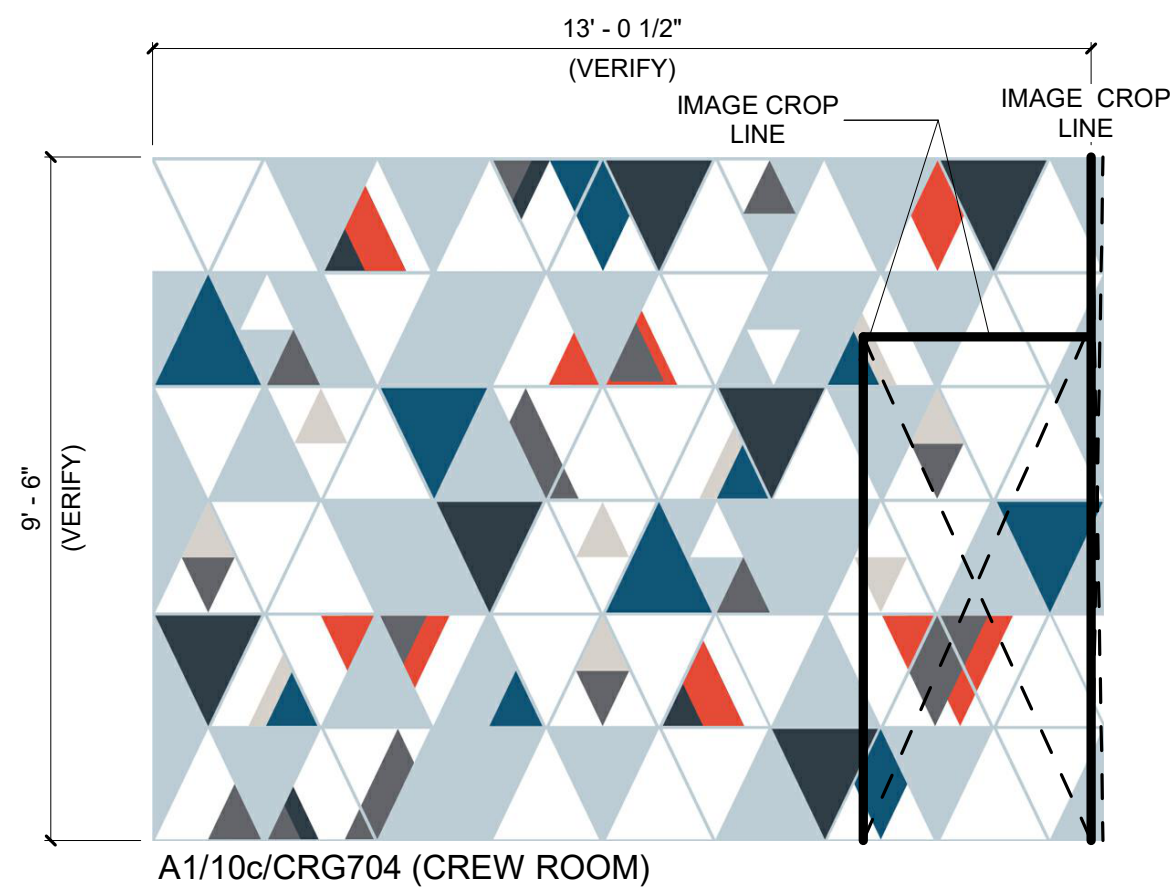 13' - 0 1/2"
(VERIFY)
IMAGE CROP
LINE
IMAGE CROP
LINE
9' - 6"
(VERIFY)
A1/10c/CRG704 (CREW ROOM)